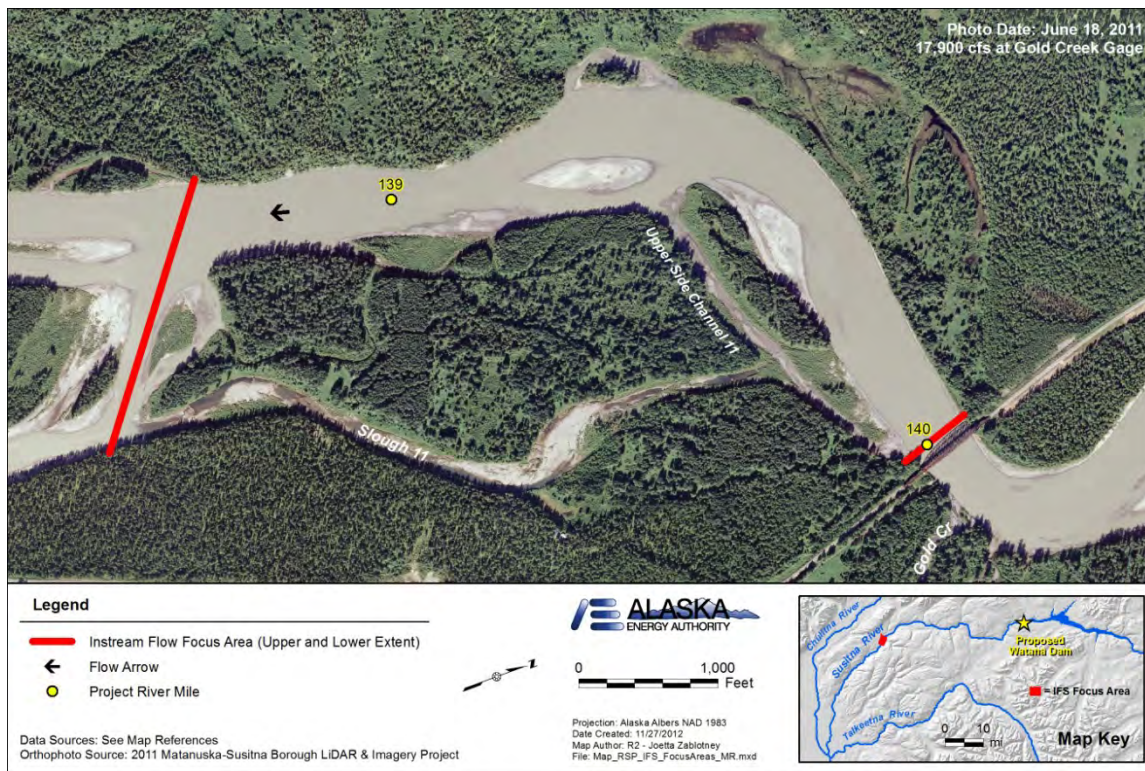 Photo Date: June 18, 2011
17,900 cfs at Gold Creek Gage
139
Upper Side Channel 11
140
Slough 11
Gold Cr
Legend
Instream Flow Focus Area (Upper and Lower Extent)
Flow Arrow
Project River Mile
Data Sources: See Map References
Orthophoto Source: 2011 Matanuska-Susitna Borough LiDAR & Imagery Project
N
ALASKA
ENERGY AUTHORITY
0 1,000
Feet
Projection: Alaska Albers NAD 1983
Date Created: 11/27/2012
Map Author: R2 - Joetta Zablotney
File: Map_RSP_IFS_FocusAreas_MR.mxd
Chulitna River
Susitna River
Talkeetna River
Proposed
Watana Dam
= IFS Focus Area
0 10
mi
Map Key